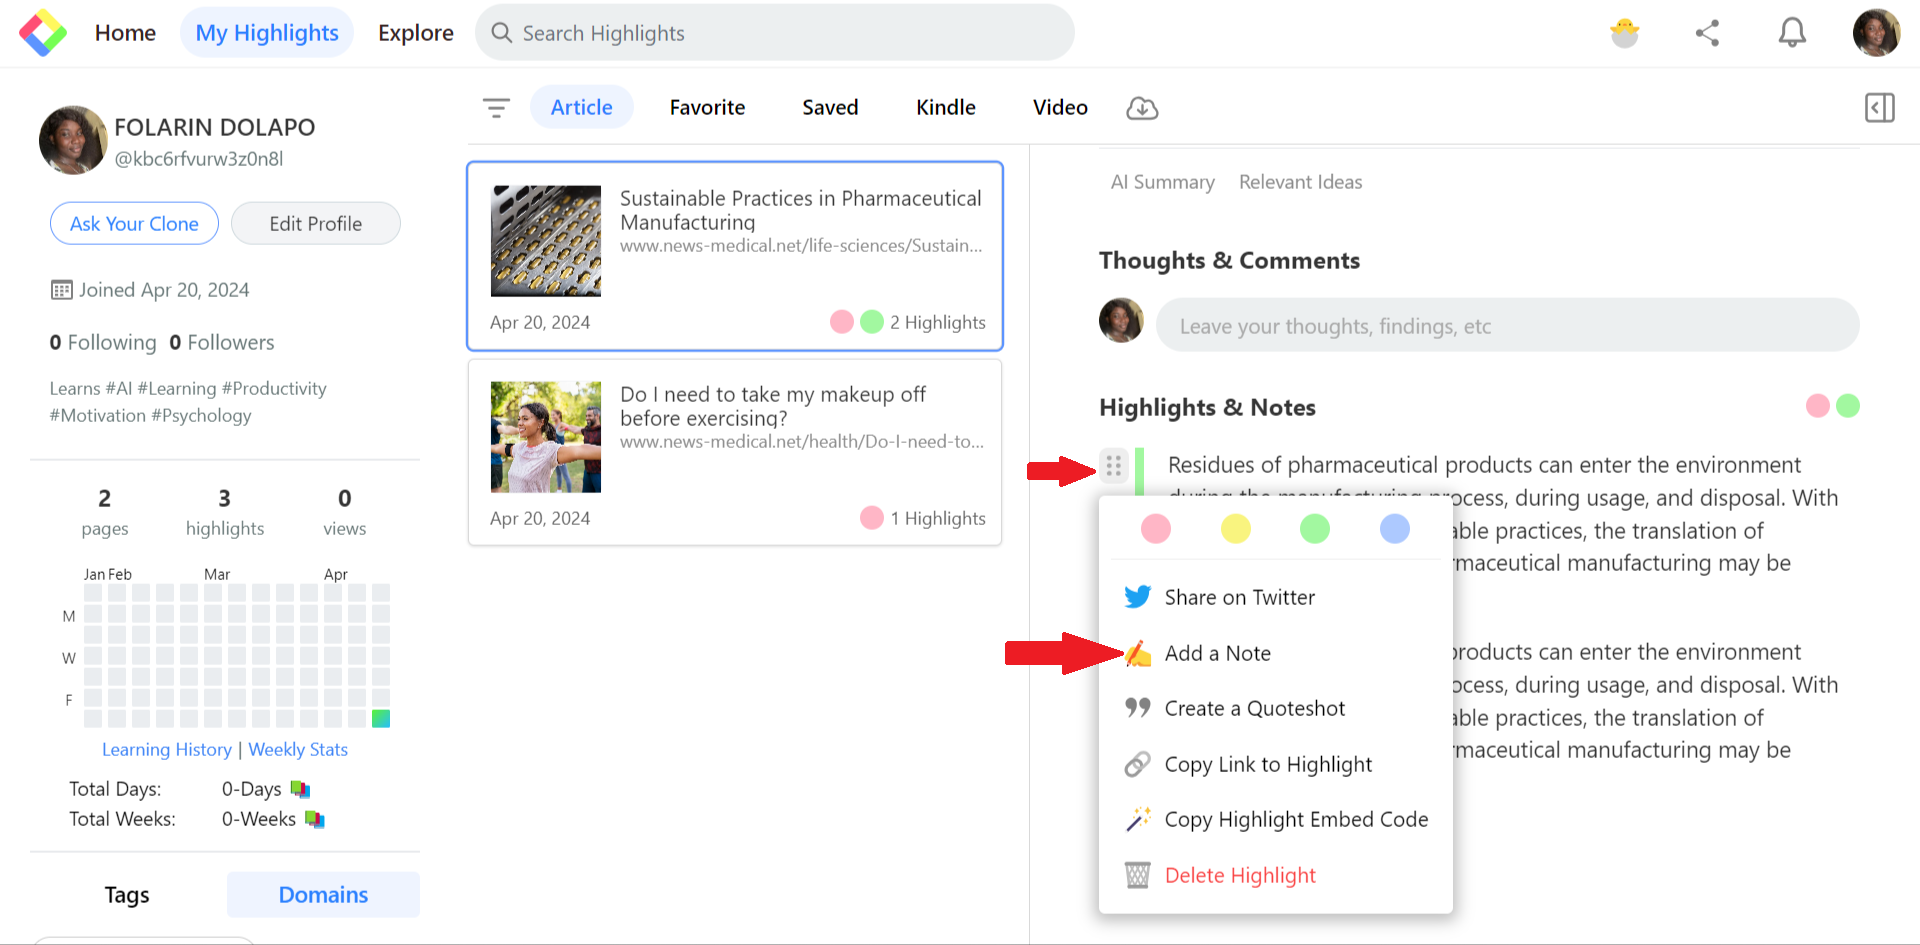 Home
My Highlights
Explore
Search Highlights
FOLARIN DOLAPO
@kbc6rfvurw3z0n8l
Ask Your Clone
Edit Profile
Joined Apr 20, 2024
0 Following 0 Followers
Learns #AI #Learning #Productivity
#Motivation #Psychology
2
3
0
pages
highlights
views
Jan Feb Mar Apr
M
W
F
Learning History | Weekly Stats
Total Days: 0-Days
Total Weeks: 0-Weeks
Tags
Domains
Article
Favorite
Saved
Kindle
Video
Sustainable Practices in Pharmaceutical
Manufacturing
www.news-medical.net/life-sciences/Sustain...
Apr 20, 2024
2 Highlights
Do I need to take my makeup off
before exercising?
www.news-medical.net/health/Do-I-need-to...
Apr 20, 2024
1 Highlights
AI Summary
Relevant Ideas
Thoughts & Comments
Leave your thoughts, findings, etc
Highlights & Notes
Residues of pharmaceutical products can enter the environment
during the manufacturing process, during usage, and disposal. With
able practices, the translation of
maceutical manufacturing may be
Share on Twitter
Add a Note
Create a Quoteshot
Copy Link to Highlight
Copy Highlight Embed Code
Delete Highlight
products can enter the environment
ocess, during usage, and disposal. With
able practices, the translation of
maceutical manufacturing may be